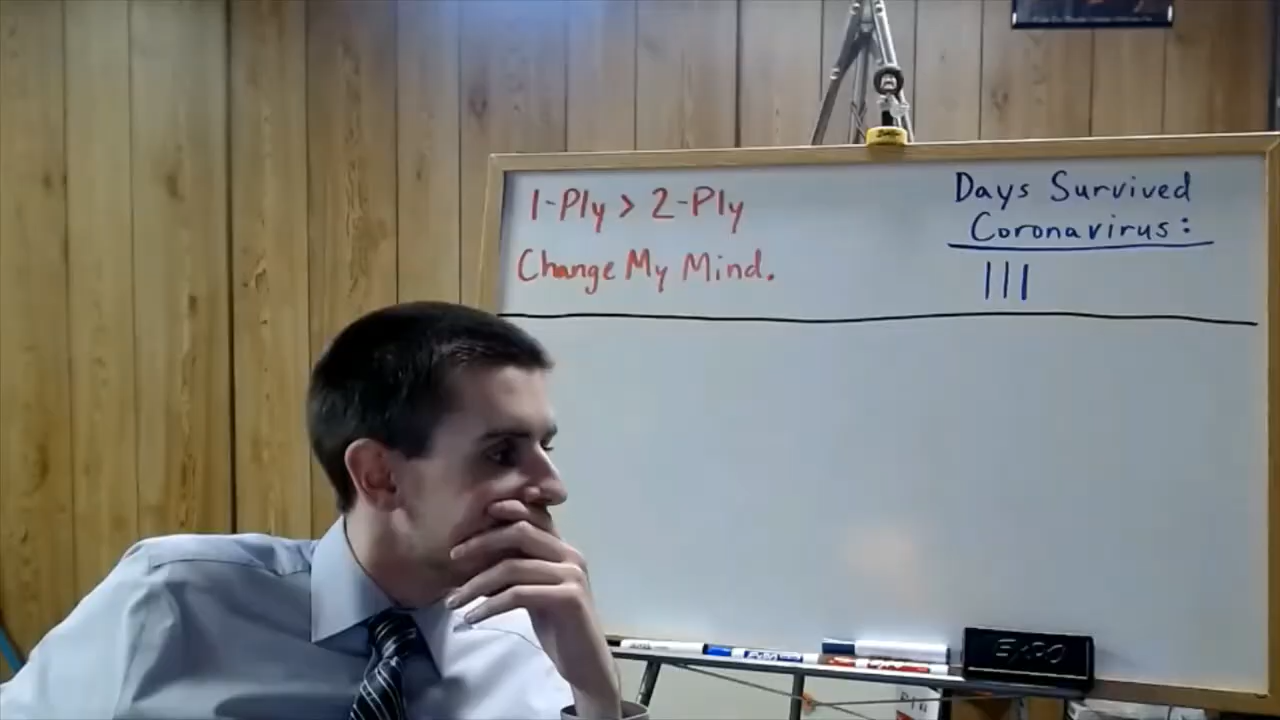 1-Ply > 2-Ply
Change My Mind.
Days Survived
Coronavirus:
|||
EXPO